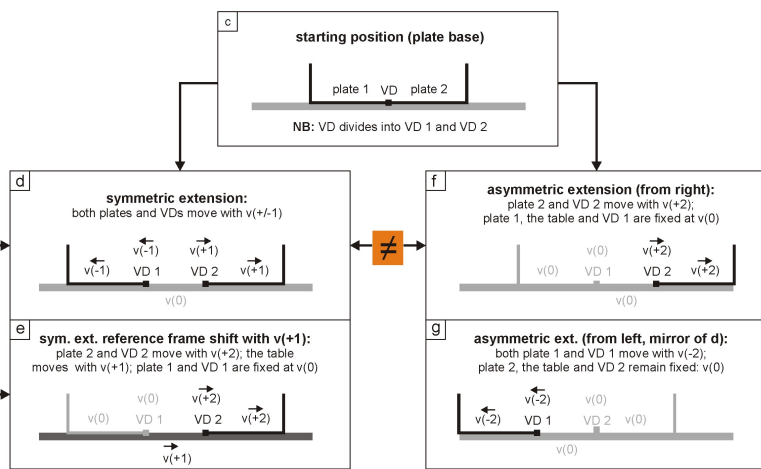 c
starting position (plate base)
plate 1 VD plate 2
NB: VD divides into VD 1 and VD 2
d
symmetric extension:
both plates and VDs move with v(+/-1)
v(-1) v(+1)
v(-1) VD 1 VD 2 v(+1)
v(0)
≠
f
asymmetric extension (from right):
plate 2 and VD 2 move with v(+2);
plate 1, the table and VD 1 are fixed at v(0)
v(0) v(+2)
v(0) VD 1 VD 2 v(+2)
v(0)
e
sym. ext. reference frame shift with v(+1):
plate 2 and VD 2 move with v(+2); the table
moves with v(+1); plate 1 and VD 1 are fixed at v(0)
v(0) v(+2)
v(0) VD 1 VD 2 v(+2)
v(+1)
g
asymmetric ext. (from left, mirror of d):
both plate 1 and VD 1 move with v(-2);
plate 2, the table and VD 2 remain fixed: v(0)
v(-2) v(0)
v(-2) VD 1 VD 2 v(0)
v(0)